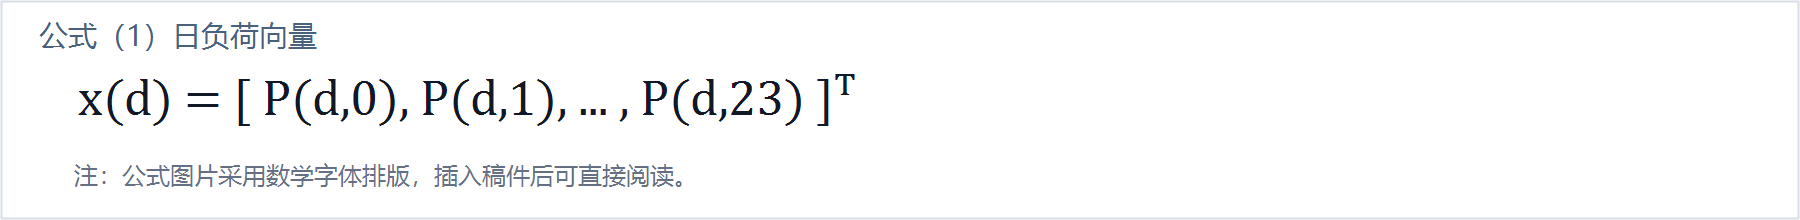 公式（1）日负荷向量
x(d) = [ P(d,0), P(d,1), ... , P(d,23) ]ᵀ
注：公式图片采用数学字体排版，插入稿件后可直接阅读。